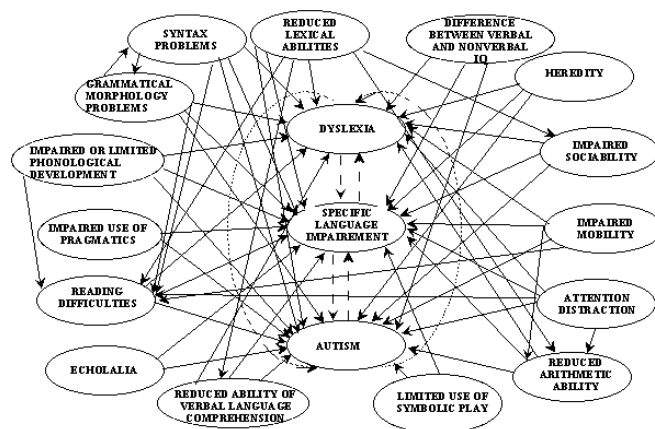 SYNTAX
PROBLEMS
REDUCED
LEXICAL
ABILITIES
DIFFERENCE
BETWEEN VERBAL
AND NONVERBAL
IQ
HEREDITY
GRAMMATICAL
MORPHOLOGY
PROBLEMS
DYSLEXIA
IMPAIRED
SOCIABILITY
IMPAIRED OR LIMITED
PHONOLOGICAL
DEVELOPMENT
SPECIFIC
LANGUAGE
IMPAIREMENT
IMPAIRED USE OF
PRAGMATICS
IMPAIRED
MOBILITY
READING
DIFFICULTIES
ATTENTION
DISTRACTION
AUTISM
ECHOLALIA
REDUCED
ARITHMETIC
ABILITY
REDUCED ABILITY OF
VERBAL LANGUAGE
COMPREHENSION
LIMITED USE OF
SYMBOLIC PLAY